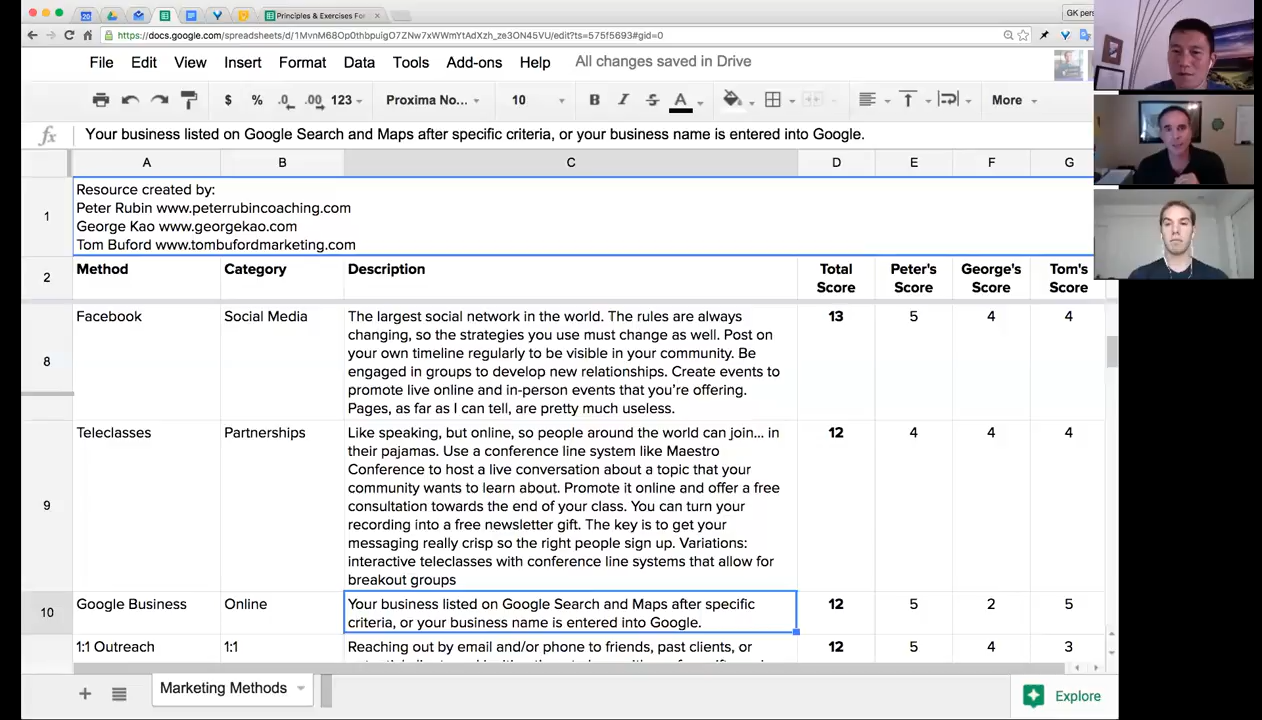 Principles & Exercises For
GK pers
https://docs.google.com/spreadsheets/d/1MvnM68Op0thbpuigO7ZNw7xWWmYtAdXzh_ze3ON45VU/edit?ts=575f5693#gid=0
File Edit View Insert Format Data Tools Add-ons Help All changes saved in Drive
$ % .0 .00 123 Proxima No... 10 B I S A More
fx Your business listed on Google Search and Maps after specific criteria, or your business name is entered into Google.
A B C D E F G
1
Resource created by:
Peter Rubin www.peterrubincoaching.com
George Kao www.georgekao.com
Tom Buford www.tombufordmarketing.com
2 Method Category Description Total Score Peter's Score George's Score Tom's Score
8 Facebook Social Media 13 5 4 4
The largest social network in the world. The rules are always
changing, so the strategies you use must change as well. Post on
your own timeline regularly to be visible in your community. Be
engaged in groups to develop new relationships. Create events to
promote live online and in-person events that you're offering.
Pages, as far as I can tell, are pretty much useless.
9 Teleclasses Partnerships 12 4 4 4
Like speaking, but online, so people around the world can join... in
their pajamas. Use a conference line system like Maestro
Conference to host a live conversation about a topic that your
community wants to learn about. Promote it online and offer a free
consultation towards the end of your class. You can turn your
recording into a free newsletter gift. The key is to get your
messaging really crisp so the right people sign up. Variations:
interactive teleclasses with conference line systems that allow for
breakout groups
10 Google Business Online 12 5 2 5
Your business listed on Google Search and Maps after specific
criteria, or your business name is entered into Google.
1:1 Outreach 1:1 12 5 4 3
Reaching out by email and/or phone to friends, past clients, or
Marketing Methods
Explore